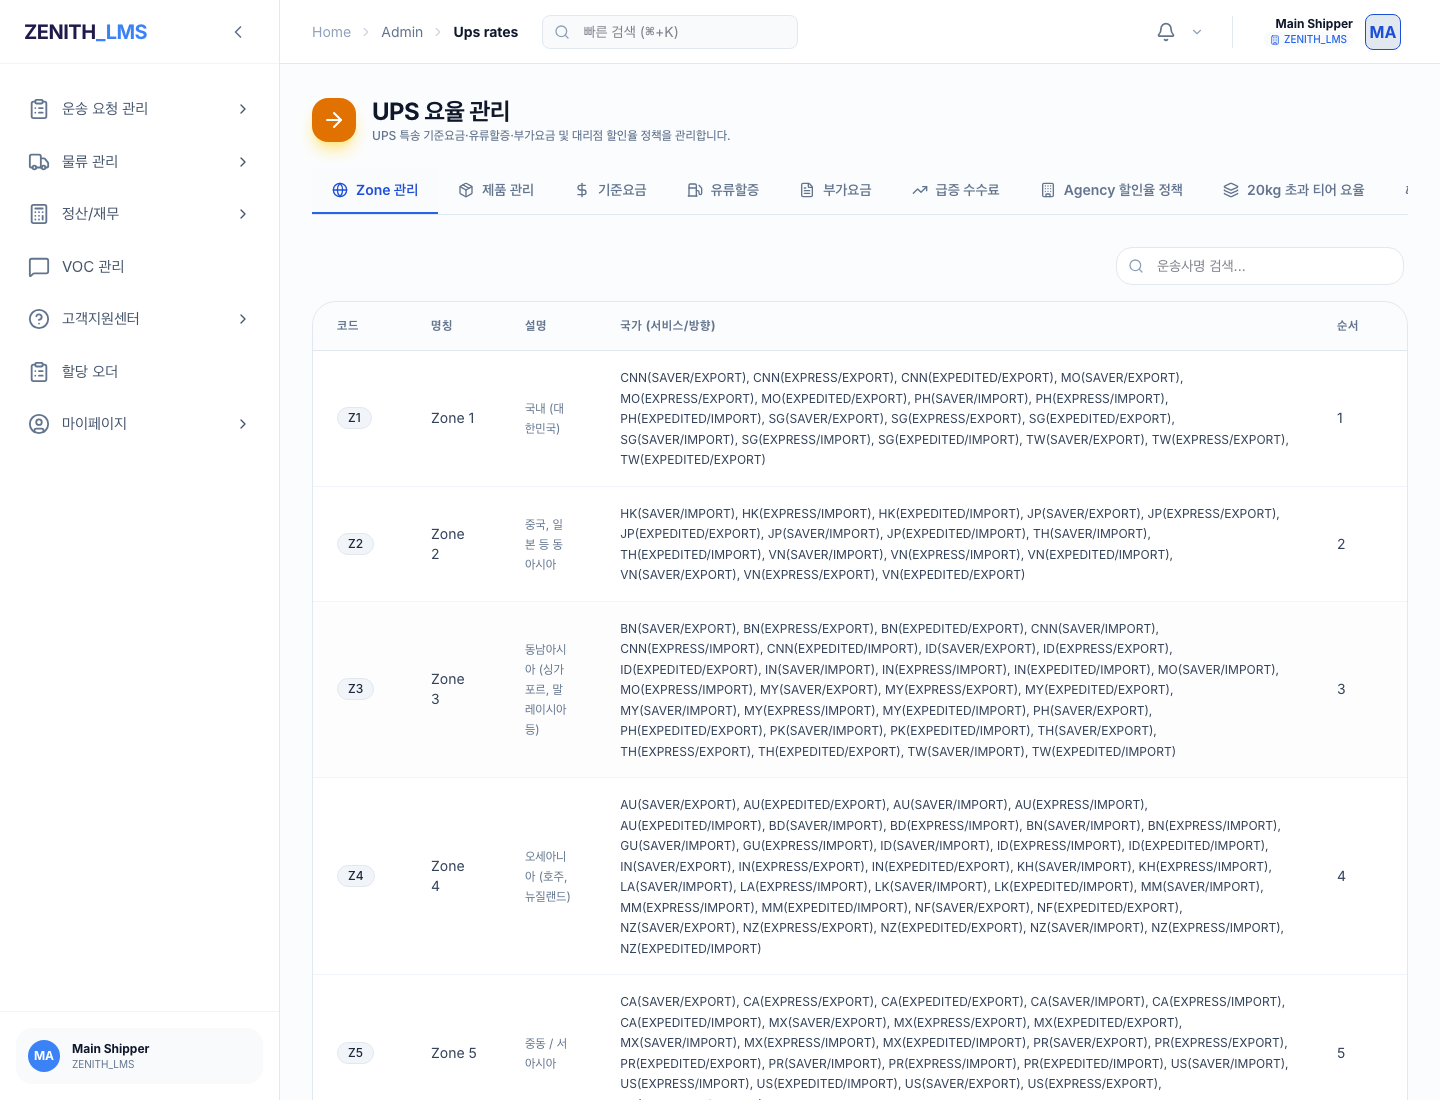 ZENITH_LMS
Home > Admin > Ups rates
빠른 검색 (⌘+K)
Main Shipper
ZENITH_LMS
MA
운송 요청 관리
물류 관리
정산/재무
VOC 관리
고객지원센터
할당 오더
마이페이지
MA
Main Shipper
ZENITH_LMS
UPS 요율 관리
UPS 특송 기준요금·유류할증·부가요금 및 대리점 할인율 정책을 관리합니다.
Zone 관리 제품 관리 기준요금 유류할증 부가요금 급증 수수료 Agency 할인율 정책 20kg 초과 티어 요율
운송사명 검색...
코드 명칭 설명 국가 (서비스/방향) 순서
Z1
Zone 1
국내 (대
한민국)
CNN(SAVER/EXPORT), CNN(EXPRESS/EXPORT), CNN(EXPEDITED/EXPORT), MO(SAVER/EXPORT),
MO(EXPRESS/EXPORT), MO(EXPEDITED/EXPORT), PH(SAVER/IMPORT), PH(EXPRESS/IMPORT),
PH(EXPEDITED/IMPORT), SG(SAVER/EXPORT), SG(EXPRESS/EXPORT), SG(EXPEDITED/EXPORT),
SG(SAVER/IMPORT), SG(EXPRESS/IMPORT), SG(EXPEDITED/IMPORT), TW(SAVER/EXPORT), TW(EXPRESS/EXPORT),
TW(EXPEDITED/EXPORT)
1
Z2
Zone
2
중국, 일
본 등 동
아시아
HK(SAVER/IMPORT), HK(EXPRESS/IMPORT), HK(EXPEDITED/IMPORT), JP(SAVER/EXPORT), JP(EXPRESS/EXPORT),
JP(EXPEDITED/EXPORT), JP(SAVER/IMPORT), JP(EXPEDITED/IMPORT), TH(SAVER/IMPORT),
TH(EXPEDITED/IMPORT), VN(SAVER/IMPORT), VN(EXPRESS/IMPORT), VN(EXPEDITED/IMPORT),
VN(SAVER/EXPORT), VN(EXPRESS/EXPORT), VN(EXPEDITED/EXPORT)
2
Z3
Zone
3
동남아시
아 (싱가
포르, 말
레이시아
등)
BN(SAVER/EXPORT), BN(EXPRESS/EXPORT), BN(EXPEDITED/EXPORT), CNN(SAVER/IMPORT),
CNN(EXPRESS/IMPORT), CNN(EXPEDITED/IMPORT), ID(SAVER/EXPORT), ID(EXPRESS/EXPORT),
ID(EXPEDITED/EXPORT), IN(SAVER/IMPORT), IN(EXPRESS/IMPORT), IN(EXPEDITED/IMPORT), MO(SAVER/IMPORT),
MO(EXPRESS/IMPORT), MY(SAVER/EXPORT), MY(EXPRESS/EXPORT), MY(EXPEDITED/EXPORT),
MY(SAVER/IMPORT), MY(EXPRESS/IMPORT), MY(EXPEDITED/IMPORT), PH(SAVER/EXPORT),
PH(EXPEDITED/EXPORT), PK(SAVER/IMPORT), PK(EXPEDITED/IMPORT), TH(SAVER/EXPORT),
TH(EXPRESS/EXPORT), TH(EXPEDITED/EXPORT), TW(SAVER/IMPORT), TW(EXPEDITED/IMPORT)
3
Z4
Zone
4
오세아니
아 (호주,
뉴질랜드)
AU(SAVER/EXPORT), AU(EXPEDITED/EXPORT), AU(SAVER/IMPORT), AU(EXPRESS/IMPORT),
AU(EXPEDITED/IMPORT), BD(SAVER/IMPORT), BD(EXPRESS/IMPORT), BN(SAVER/IMPORT), BN(EXPRESS/IMPORT),
GU(SAVER/IMPORT), GU(EXPRESS/IMPORT), ID(SAVER/IMPORT), ID(EXPRESS/IMPORT), ID(EXPEDITED/IMPORT),
IN(SAVER/EXPORT), IN(EXPRESS/EXPORT), IN(EXPEDITED/EXPORT), KH(SAVER/IMPORT), KH(EXPRESS/IMPORT),
LA(SAVER/IMPORT), LA(EXPRESS/IMPORT), LK(SAVER/IMPORT), LK(EXPEDITED/IMPORT), MM(SAVER/IMPORT),
MM(EXPRESS/IMPORT), MM(EXPEDITED/IMPORT), NF(SAVER/EXPORT), NF(EXPEDITED/EXPORT),
NZ(SAVER/EXPORT), NZ(EXPRESS/EXPORT), NZ(EXPEDITED/EXPORT), NZ(SAVER/IMPORT), NZ(EXPRESS/IMPORT),
NZ(EXPEDITED/IMPORT)
4
Z5
Zone 5
중동 / 서
아시아
CA(SAVER/EXPORT), CA(EXPRESS/EXPORT), CA(EXPEDITED/EXPORT), CA(SAVER/IMPORT), CA(EXPRESS/IMPORT),
CA(EXPEDITED/IMPORT), MX(SAVER/EXPORT), MX(EXPRESS/EXPORT), MX(EXPEDITED/EXPORT),
MX(SAVER/IMPORT), MX(EXPRESS/IMPORT), MX(EXPEDITED/IMPORT), PR(SAVER/EXPORT), PR(EXPRESS/EXPORT),
PR(EXPEDITED/EXPORT), PR(SAVER/IMPORT), PR(EXPRESS/IMPORT), PR(EXPEDITED/IMPORT), US(SAVER/IMPORT),
US(EXPRESS/IMPORT), US(EXPEDITED/IMPORT), US(SAVER/EXPORT), US(EXPRESS/EXPORT),
5